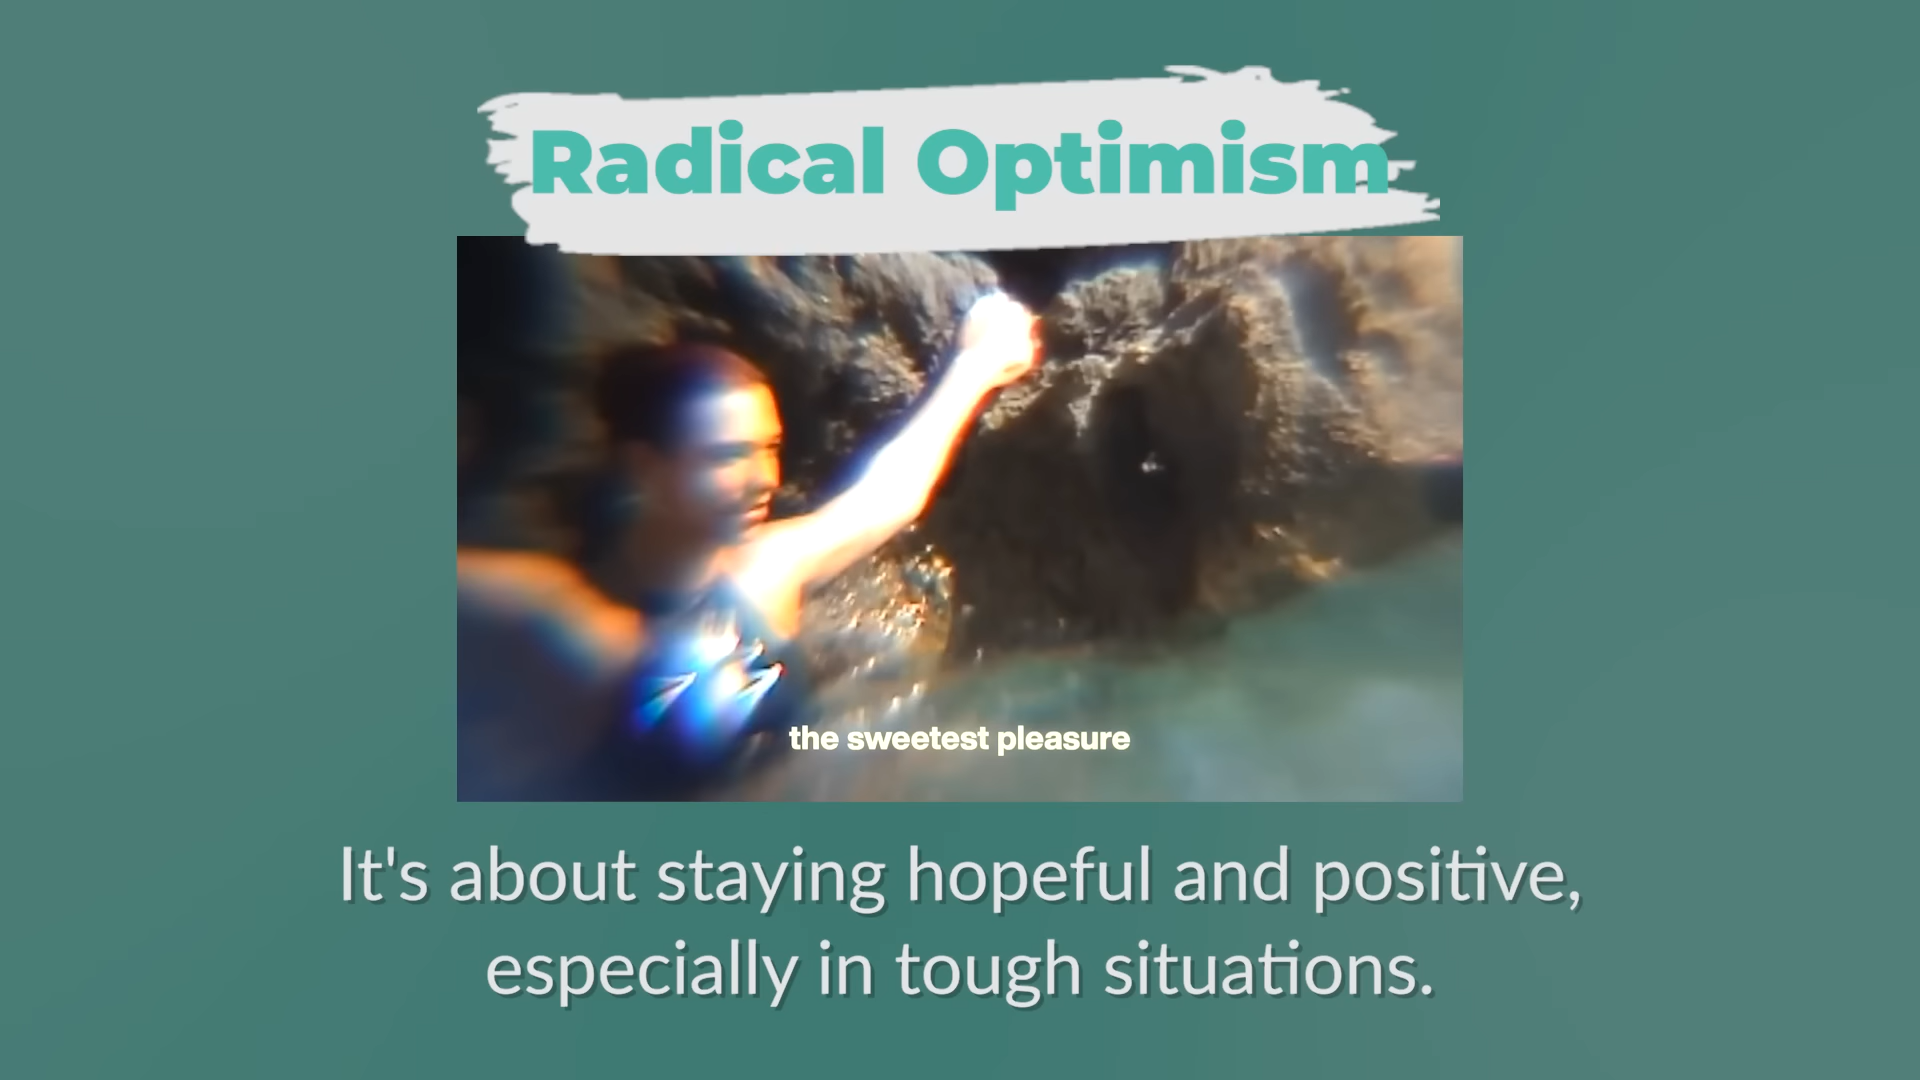 Radical Optimism
the sweetest pleasure
It's about staying hopeful and positive,
especially in tough situations.